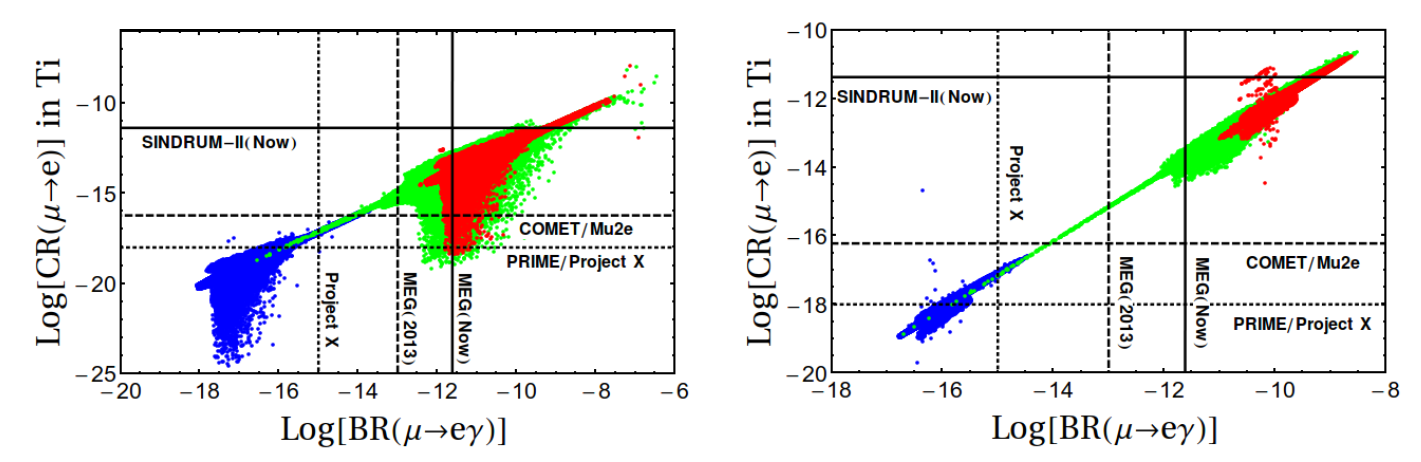 Log[CR(μ→e)] in Ti
−10
−15
−20
−25
SINDRUM−II(Now)
COMET/Mu2e
PRIME/Project X
Project X
MEG(2013)
MEG(Now)
−20 −18 −16 −14 −12 −10 −8 −6
Log[BR(μ→eγ)]
Log[CR(μ→e)] in Ti
−10
−12
−14
−16
−18
−20
SINDRUM−II(Now)
Project X
COMET/Mu2e
PRIME/Project X
MEG(2013)
MEG(Now)
−18 −16 −14 −12 −10 −8
Log[BR(μ→eγ)]